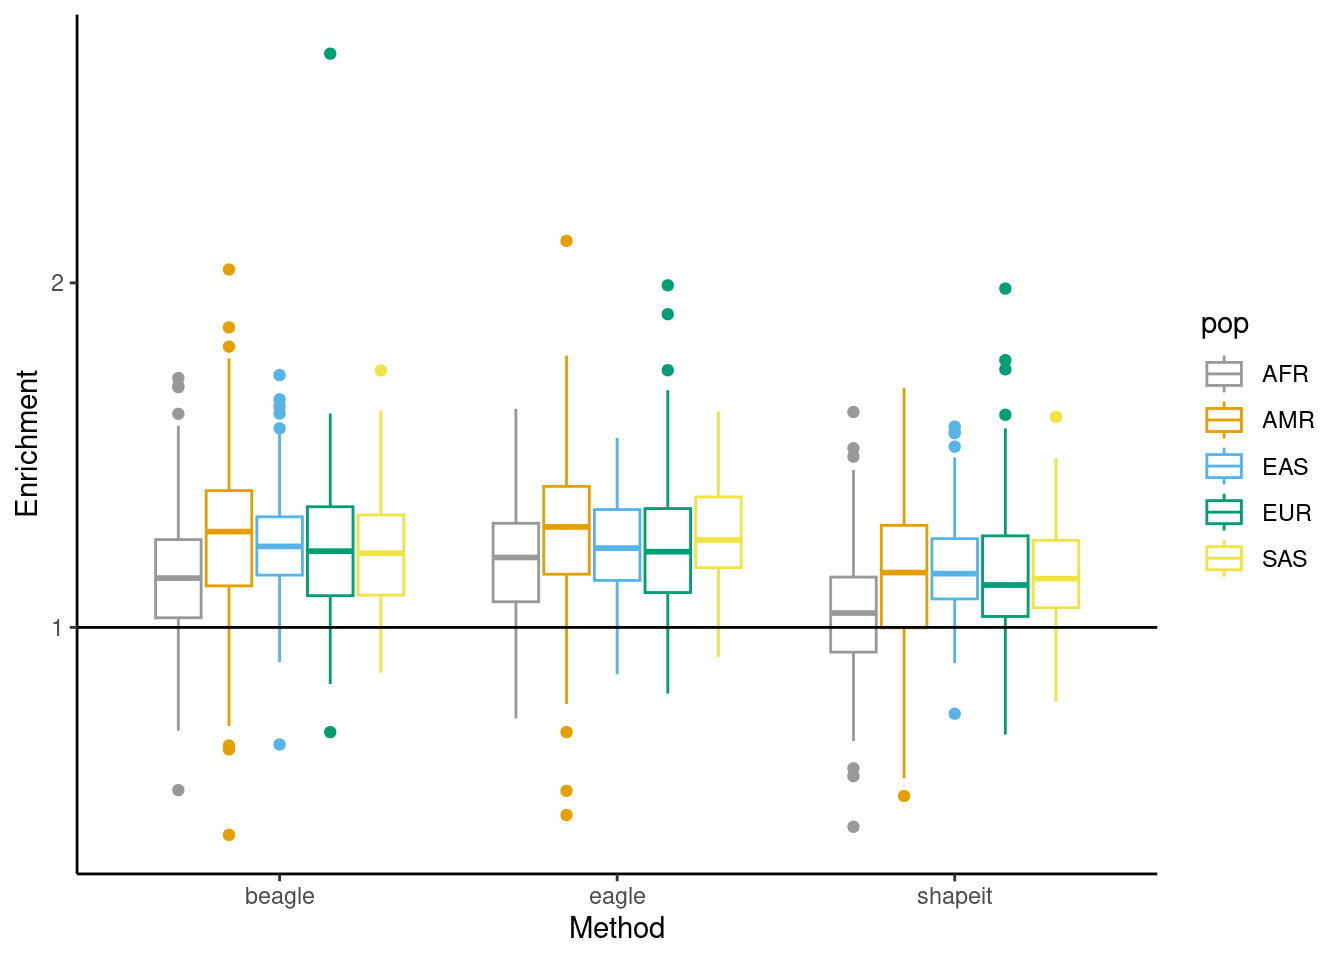 Enrichment
2
1
beagle
eagle
shapeit
Method
pop
AFR
AMR
EAS
EUR
SAS